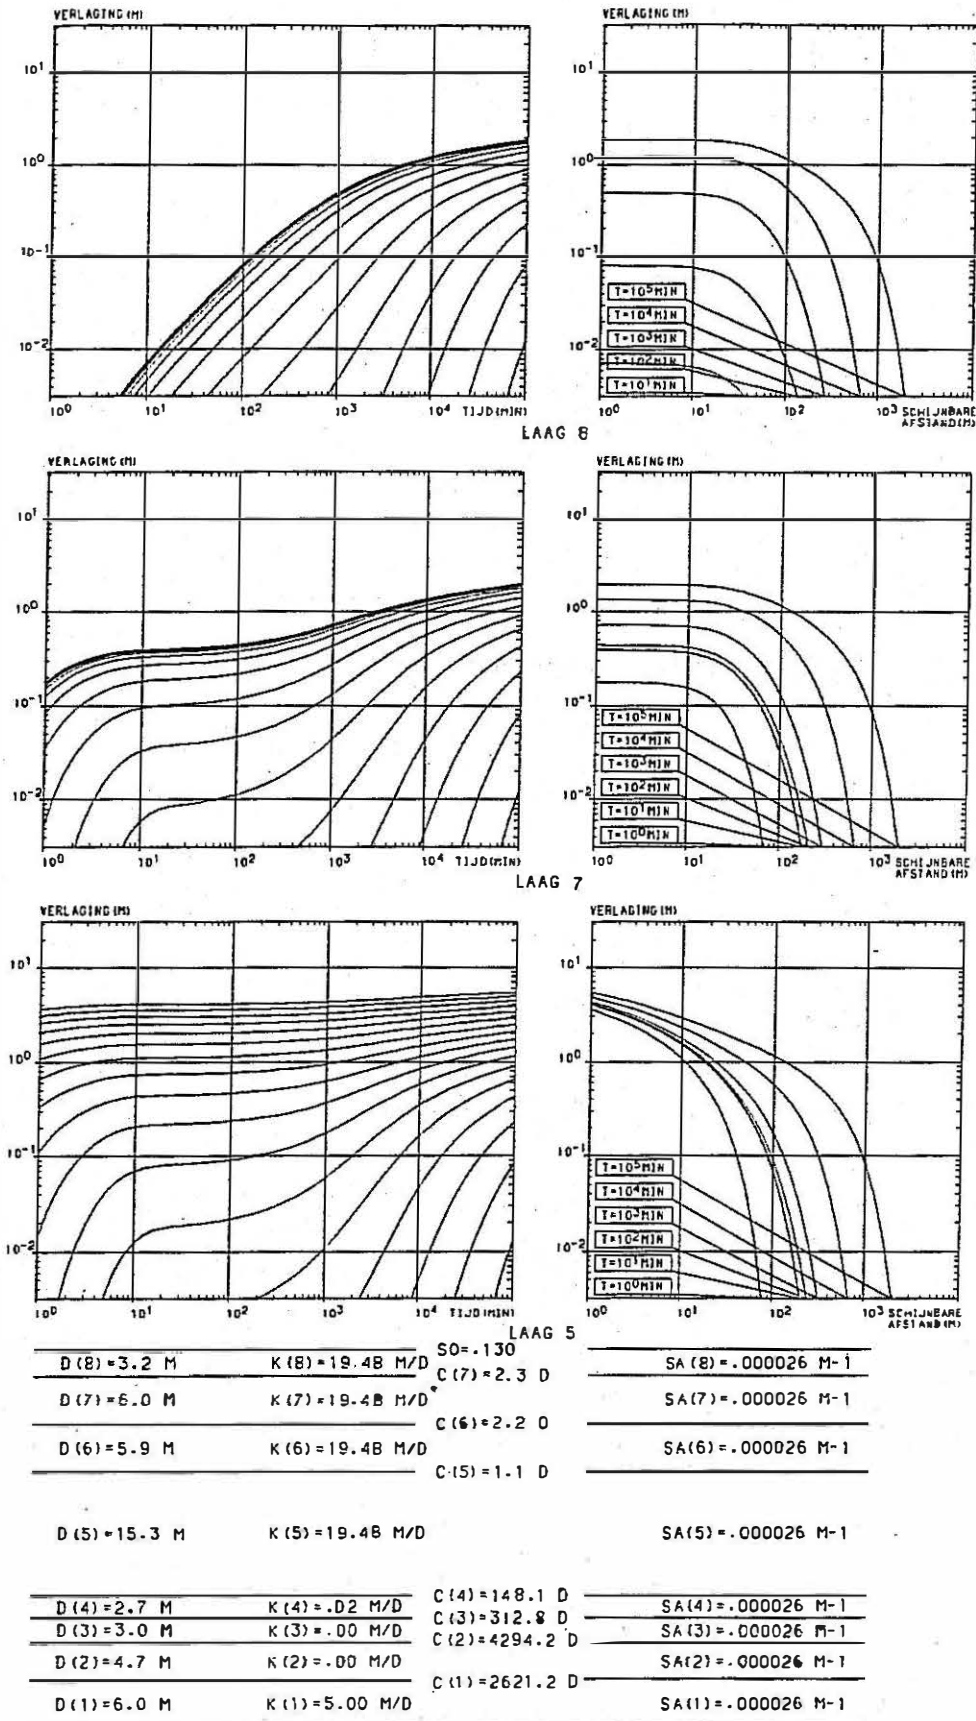 VERLAGING (M) VERLAGING (M)
10¹ 10¹
10⁰ 10⁰
10⁻¹ 10⁻¹
T=10⁵MIN
T=10⁴MIN
T=10³MIN
10⁻² 10⁻²
T=10²MIN
T=10¹MIN
10⁰ 10¹ 10² 10³ 10⁴ TIJD(MIN) 10⁰ 10¹ 10² 10³ SCHIJNBARE
AFSTAND(M)
LAAG 8
VERLAGING (M) VERLAGING (M)
10¹ 10¹
10⁰ 10⁰
10⁻¹ 10⁻¹
T=10⁵MIN
T=10⁴MIN
T=10³MIN
10⁻² 10⁻²
T=10²MIN
T=10¹MIN
T=10⁰MIN
10⁰ 10¹ 10² 10³ 10⁴ TIJD(MIN) 10⁰ 10¹ 10² 10³ SCHIJNBARE
AFSTAND(M)
LAAG 7
VERLAGING (M) VERLAGING (M)
10¹ 10¹
10⁰ 10⁰
10⁻¹ 10⁻¹
T=10⁵MIN
T=10⁴MIN
T=10³MIN
10⁻² 10⁻²
T=10²MIN
T=10¹MIN
T=10⁰MIN
10⁰ 10¹ 10² 10³ 10⁴ TIJD(MIN) 10⁰ 10¹ 10² 10³ SCHIJNBARE
AFSTAND(M)
LAAG 5
S0=.130
D(8)=3.2 M K(8)=19.48 M/D SA(8)=.000026 M-1
C(7)=2.3 D
D(7)=6.0 M K(7)=19.48 M/D SA(7)=.000026 M-1
C(6)=2.2 D
D(6)=5.9 M K(6)=19.48 M/D SA(6)=.000026 M-1
C(5)=1.1 D
D(5)=15.3 M K(5)=19.48 M/D SA(5)=.000026 M-1
C(4)=148.1 D
D(4)=2.7 M K(4)=.02 M/D SA(4)=.000026 M-1
C(3)=312.8 D
D(3)=3.0 M K(3)=.00 M/D SA(3)=.000026 M-1
C(2)=4294.2 D
D(2)=4.7 M K(2)=.00 M/D SA(2)=.000026 M-1
C(1)=2621.2 D
D(1)=6.0 M K(1)=5.00 M/D SA(1)=.000026 M-1